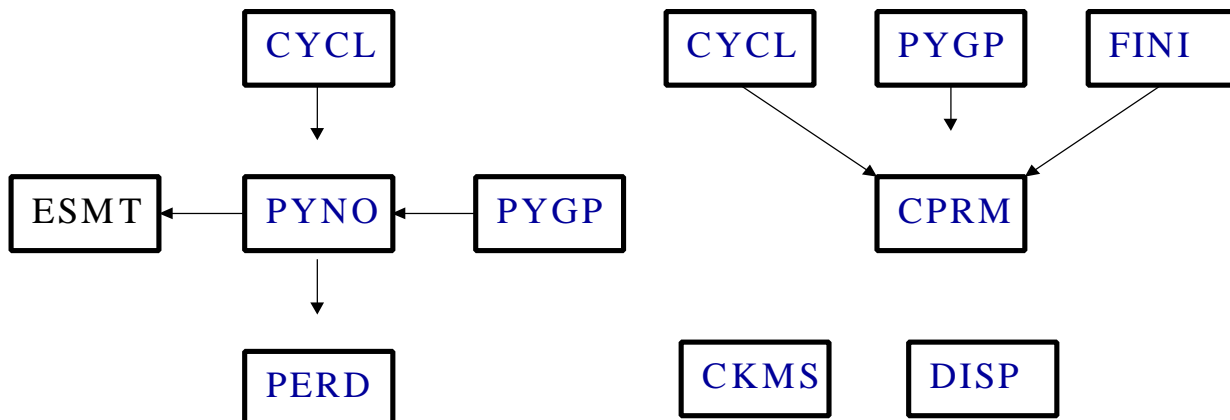 CYCL
CYCL
PYGP
FINI
ESMT
PYNO
PYGP
CPRM
PERD
CKMS
DISP